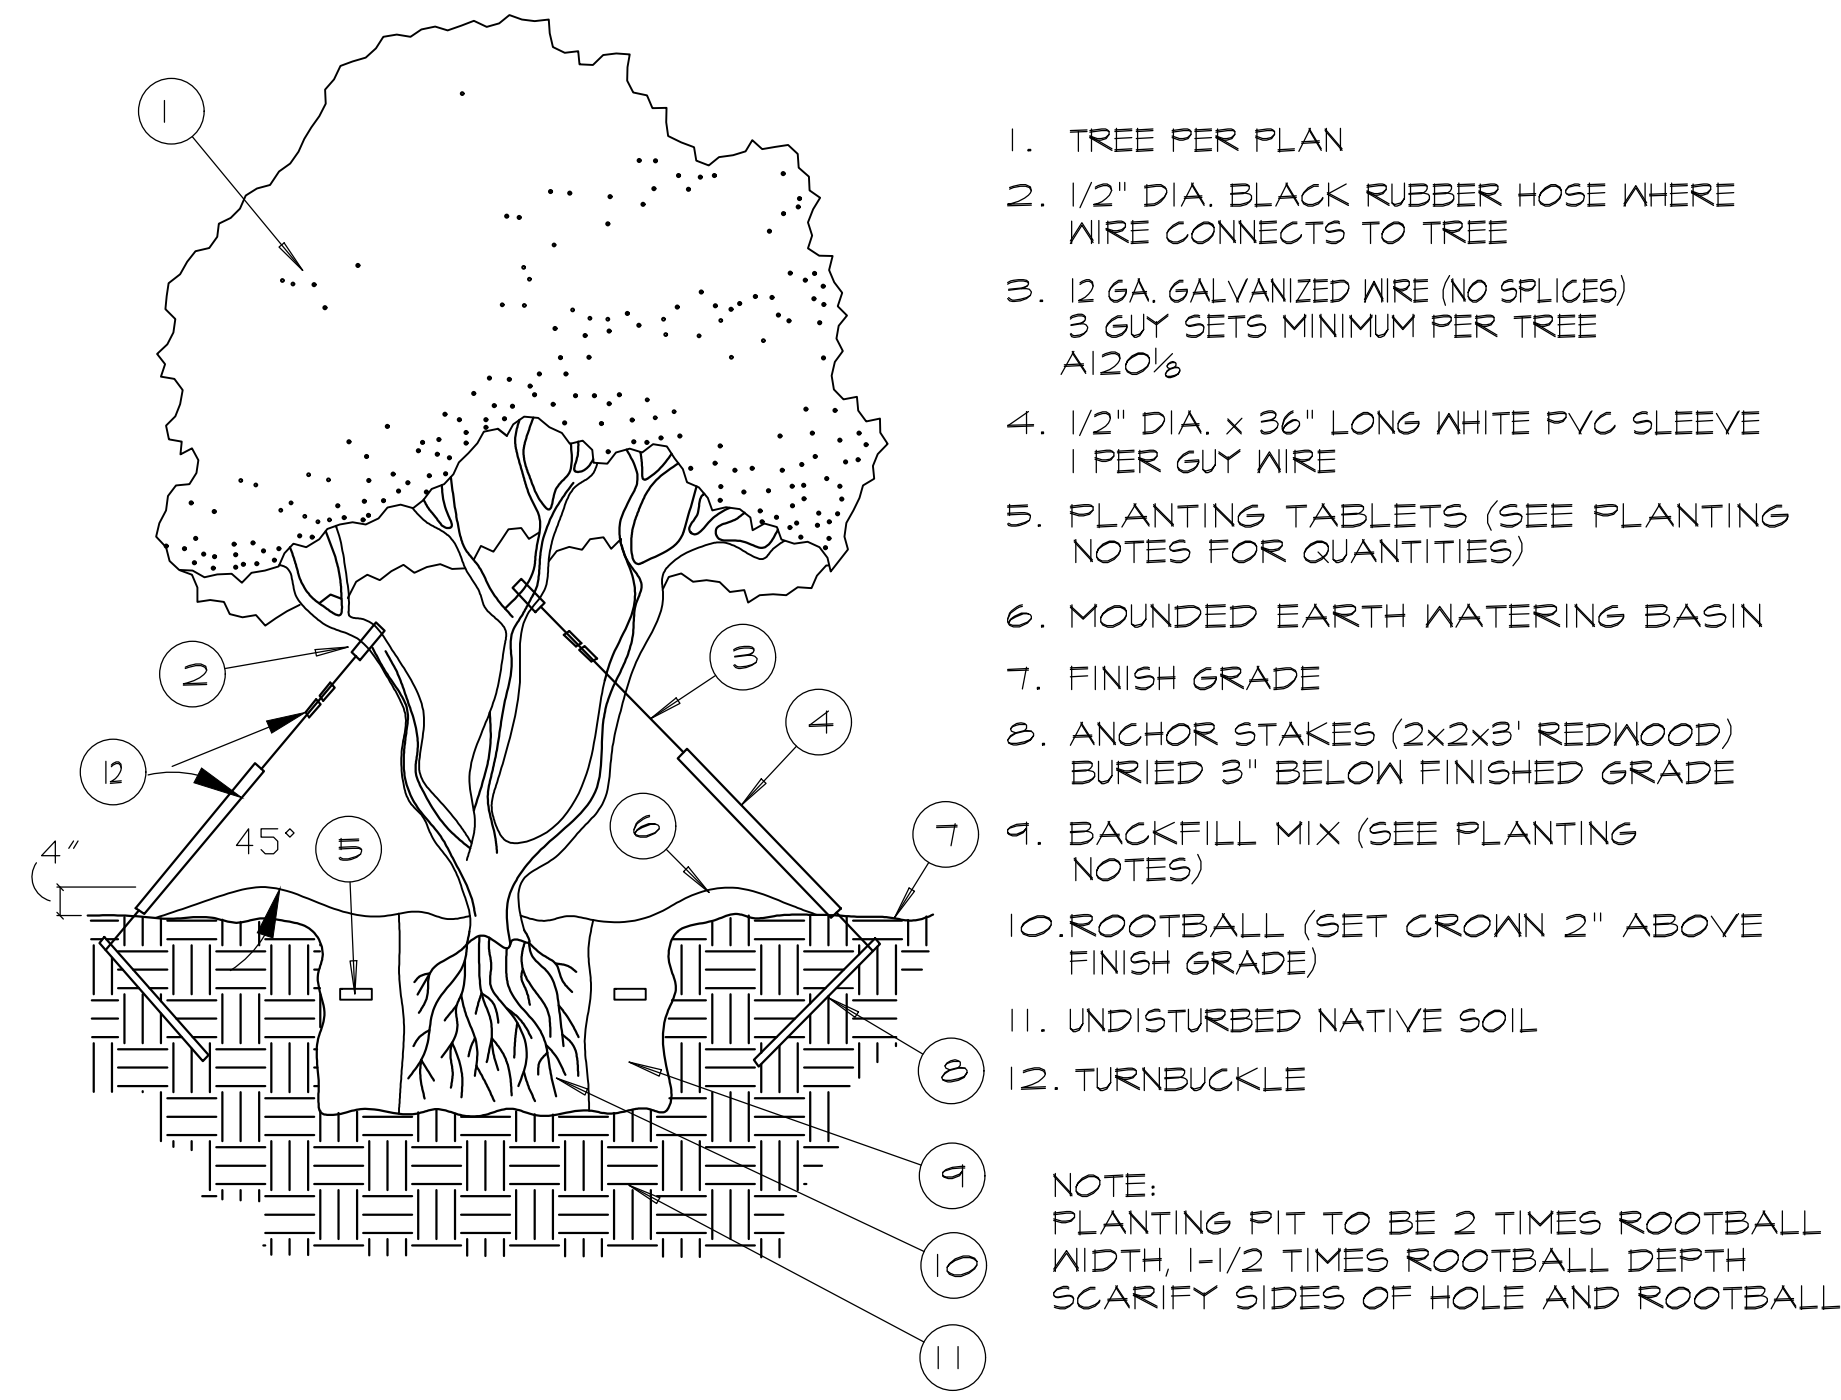 1
2
3
4
12
45°
5
6
7
4"
8
9
10
11
1. TREE PER PLAN
2. 1/2" DIA. BLACK RUBBER HOSE WHERE
WIRE CONNECTS TO TREE
3. 12 GA. GALVANIZED WIRE (NO SPLICES)
3 GUY SETS MINIMUM PER TREE
A120⅛
4. 1/2" DIA. x 36" LONG WHITE PVC SLEEVE
1 PER GUY WIRE
5. PLANTING TABLETS (SEE PLANTING
NOTES FOR QUANTITIES)
6. MOUNDED EARTH WATERING BASIN
7. FINISH GRADE
8. ANCHOR STAKES (2x2x3' REDWOOD)
BURIED 3" BELOW FINISHED GRADE
9. BACKFILL MIX (SEE PLANTING
NOTES)
10. ROOTBALL (SET CROWN 2" ABOVE
FINISH GRADE)
11. UNDISTURBED NATIVE SOIL
12. TURNBUCKLE
NOTE:
PLANTING PIT TO BE 2 TIMES ROOTBALL
WIDTH, 1-1/2 TIMES ROOTBALL DEPTH
SCARIFY SIDES OF HOLE AND ROOTBALL